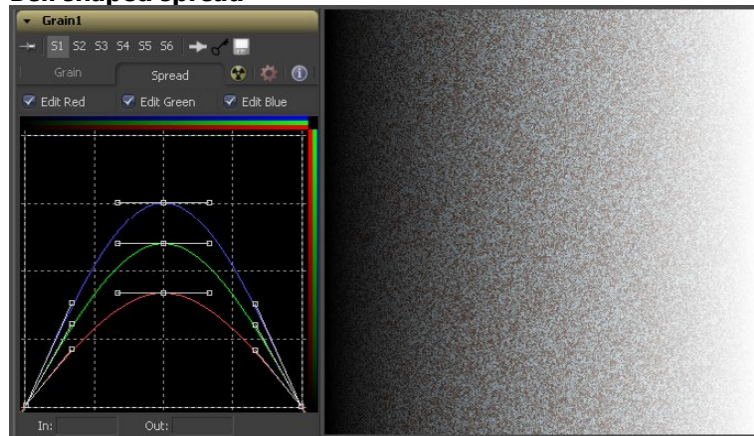 Bell shaped spread
Grain1
S1 S2 S3 S4 S5 S6
Grain Spread
Edit Red Edit Green Edit Blue
In: Out: